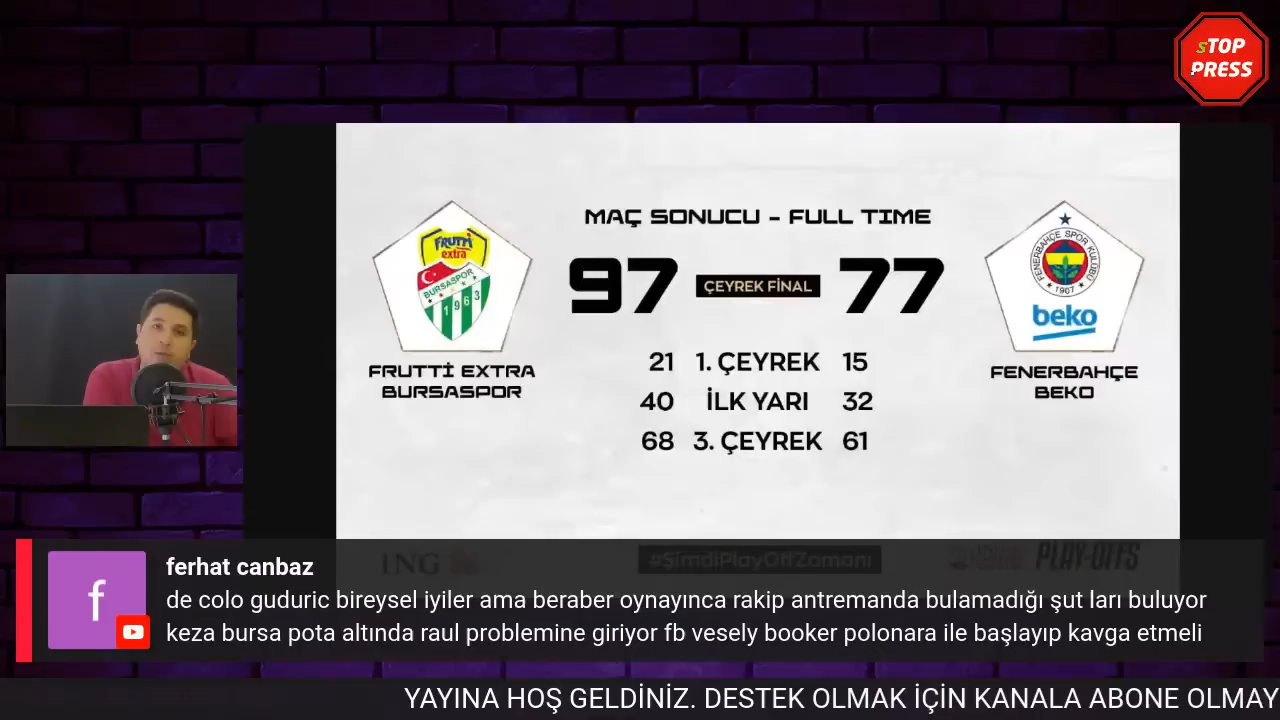 sTOP
PRESS
MAÇ SONUCU - FULL TIME
97 ÇEYREK FİNAL 77
FRUTTİ
extra
BURSASPOR
1963
FRUTTİ EXTRA
BURSASPOR
FENERBAHÇE SPOR KULÜBÜ
1907
beko
FENERBAHÇE
BEKO
21 1. ÇEYREK 15
40 İLK YARI 32
68 3. ÇEYREK 61
ING
#ŞimdiPlayOffZamanı
PLAY-OFFS
f
ferhat canbaz
de colo guduric bireysel iyiler ama beraber oynayınca rakip antremanda bulamadığı şut ları buluyor
keza bursa pota altında raul problemine giriyor fb vesely booker polonara ile başlayıp kavga etmeli
YAYINA HOŞ GELDİNİZ. DESTEK OLMAK İÇİN KANALA ABONE OLMAY